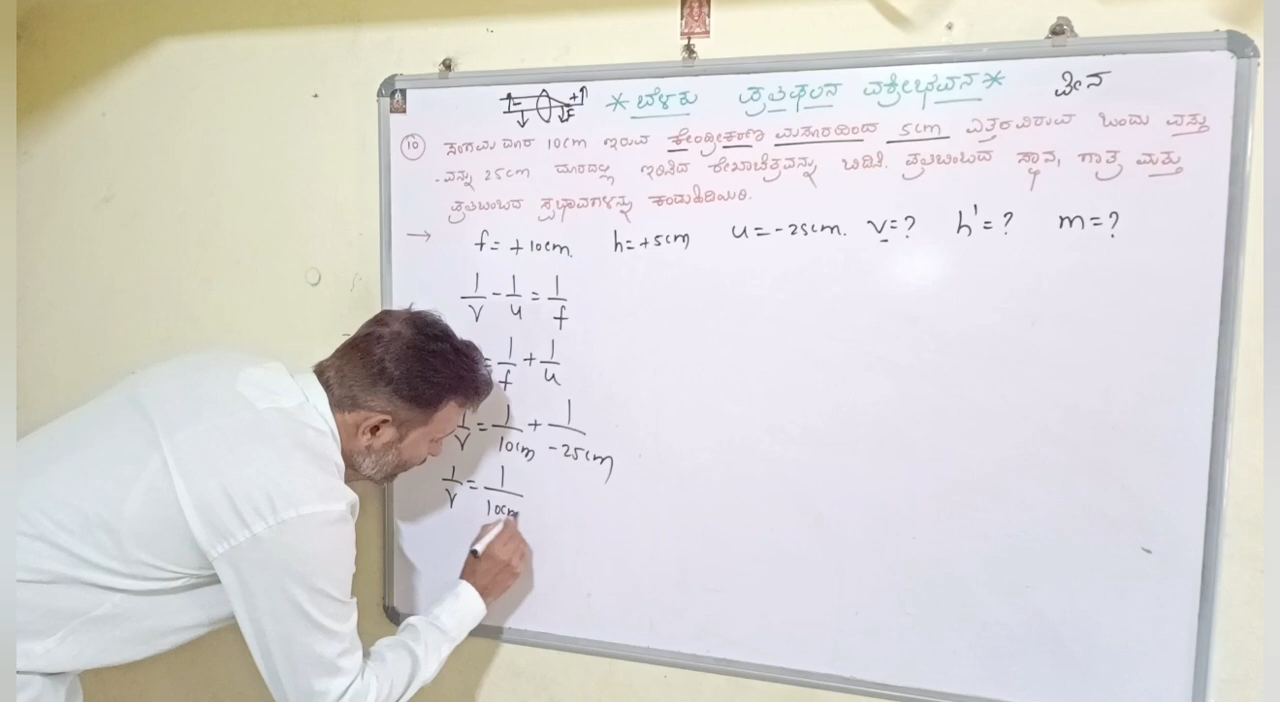 *ಬೆಳಕು ಪ್ರತಿಫಲನ ವಕ್ರೀಭವನ*
10 ಸಂಗಮ ದೂರ 10cm ಇರುವ ಕೇಂದ್ರೀಕರಣ ಮಸೂರದಿಂದ 5cm ಎತ್ತರವಿರುವ ಒಂದು ವಸ್ತು
-ವನ್ನು 25cm ದೂರದಲ್ಲಿ ಇರಿಸಿದೆ ರೇಖಾಚಿತ್ರವನ್ನು ಬಿಡಿಸಿ. ಪ್ರತಿಬಿಂಬದ ಸ್ಥಾನ, ಗಾತ್ರ ಮತ್ತು
ಪ್ರತಿಬಿಂಬದ ಸ್ವಭಾವಗಳನ್ನು ಕಂಡುಹಿಡಿಯಿರಿ.
→ f=+10cm. h=+5cm u=-25cm. v=? h'=? m=?
1/v - 1/u = 1/f
= 1/f + 1/u
1/v = 1/10cm + 1/-25cm
1/v = 1/10cm